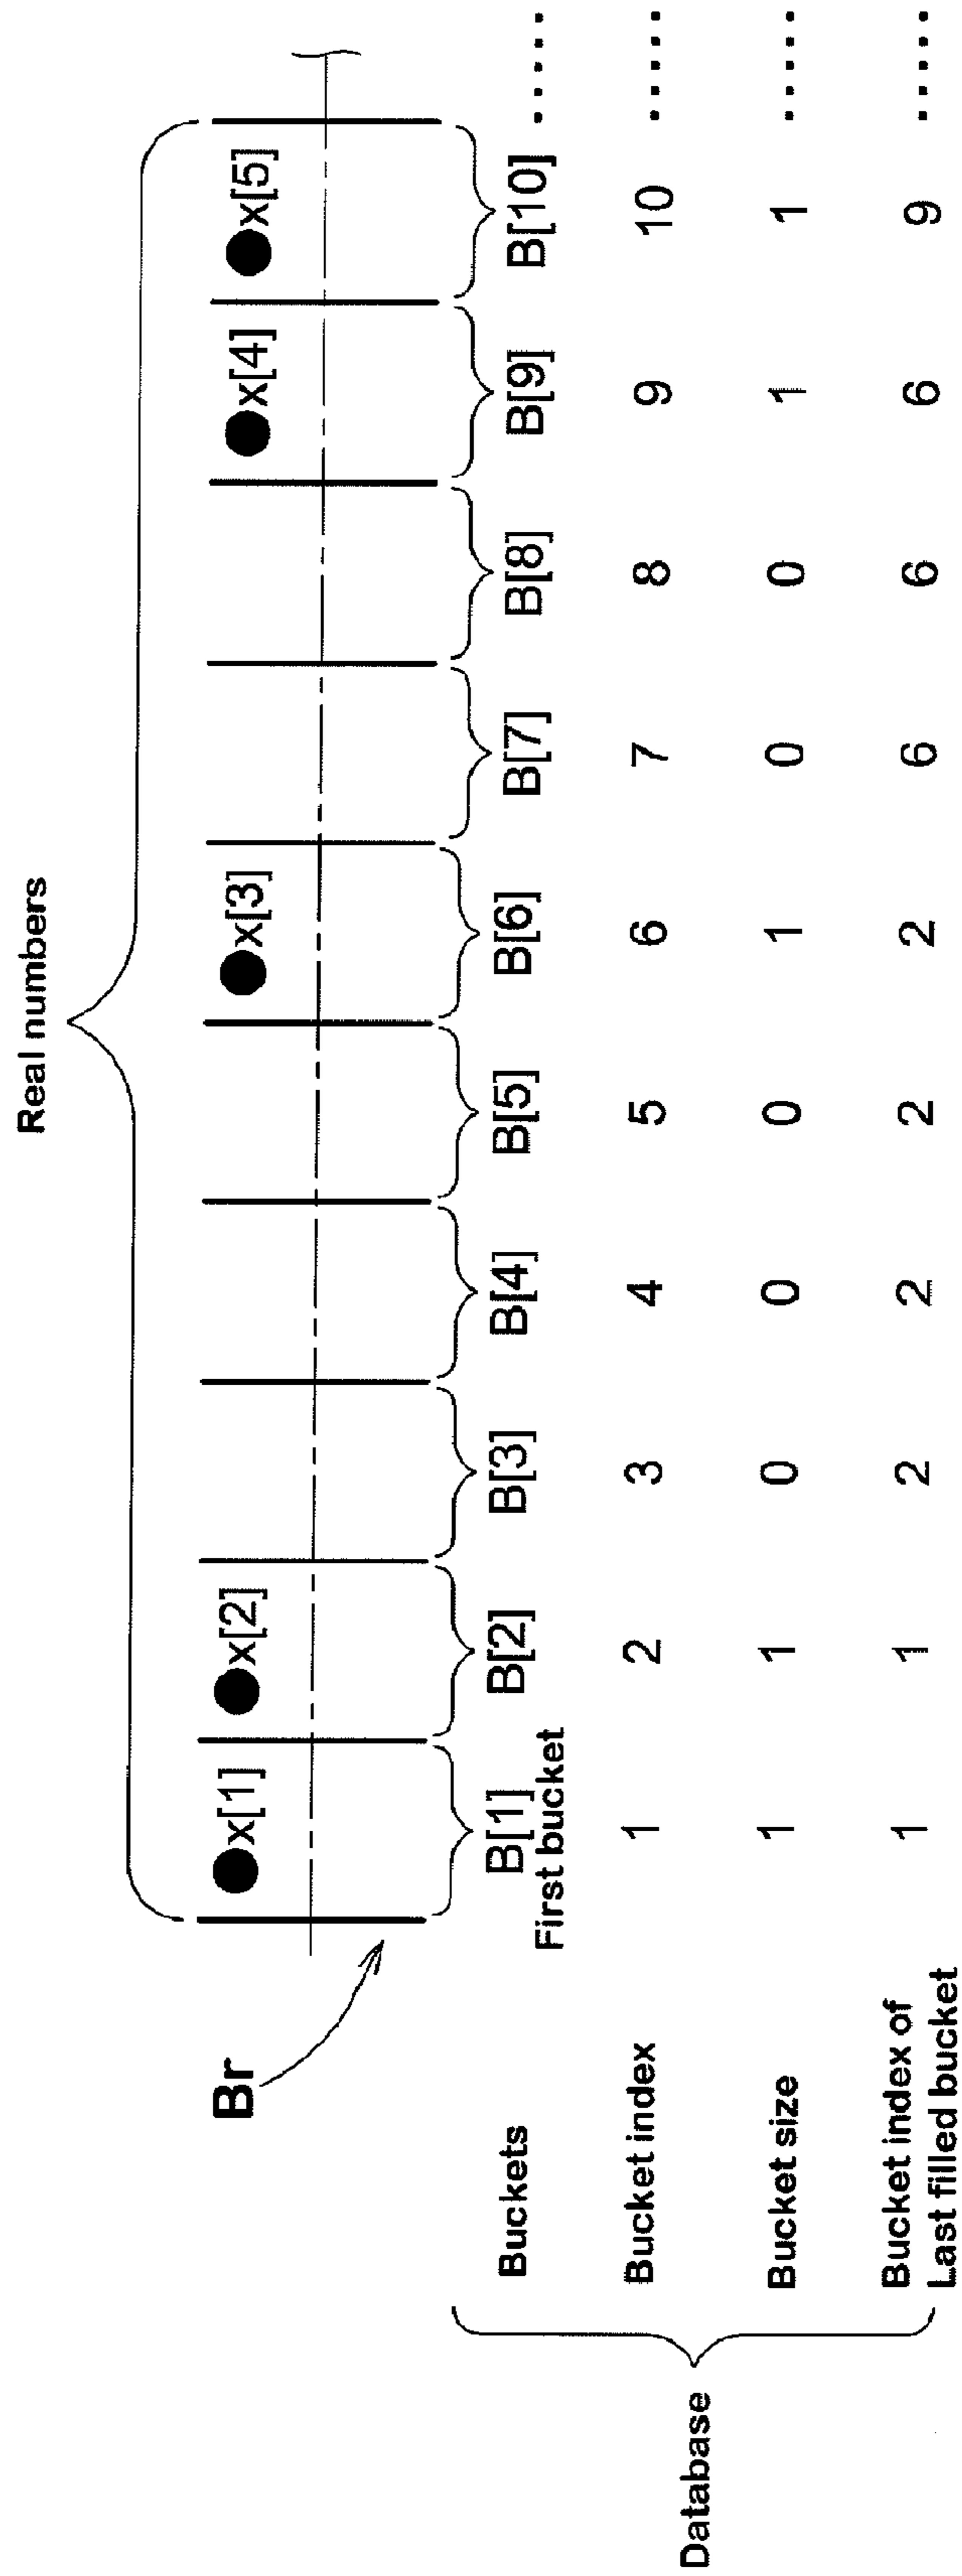 Real numbers
Br
x[1] x[2] x[3] x[4] x[5]
Buckets B[1] B[2] B[3] B[4] B[5] B[6] B[7] B[8] B[9] B[10] .....
First bucket
Bucket index 1 2 3 4 5 6 7 8 9 10 .....
Bucket size 1 1 0 0 0 1 0 0 1 1 .....
Bucket index of
Last filled bucket 1 1 2 2 2 2 6 6 6 9 .....
Database